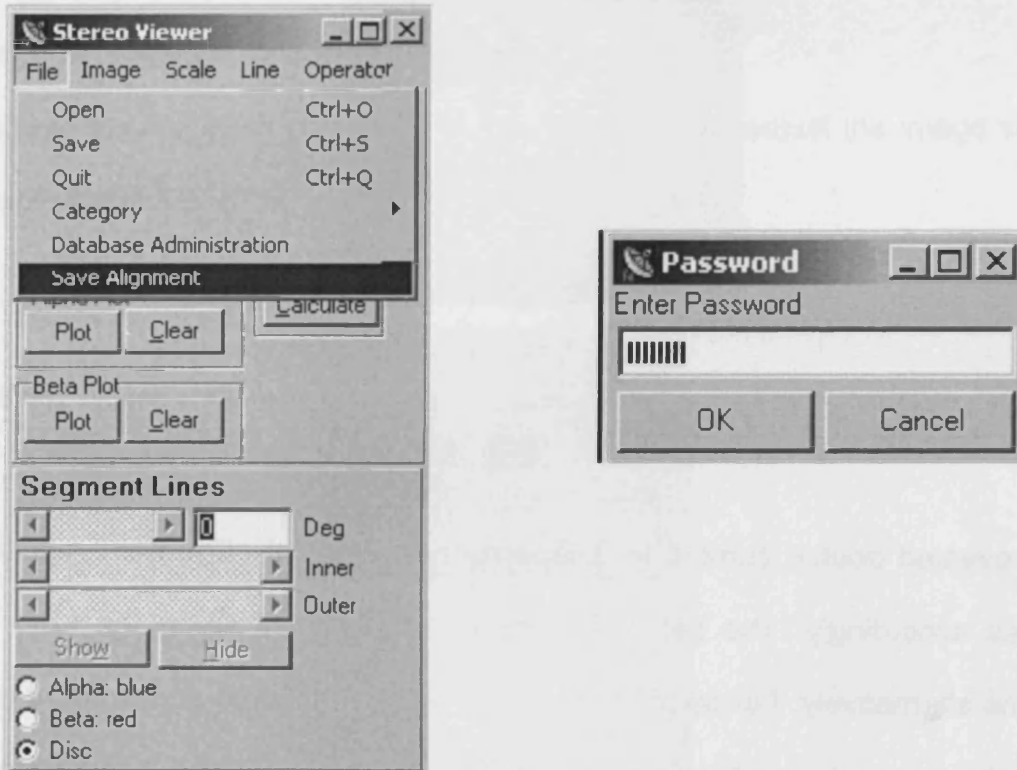 Stereo Viewer
File Image Scale Line Operator
Open Ctrl+O
Save Ctrl+S
Quit Ctrl+Q
Category
Database Administration
Save Alignment
Alpha Plot
Calculate
Plot Clear
Beta Plot
Plot Clear
Segment Lines
0 Deg
Inner
Outer
Show Hide
Alpha: blue
Beta: red
Disc
Password
Enter Password
OK Cancel